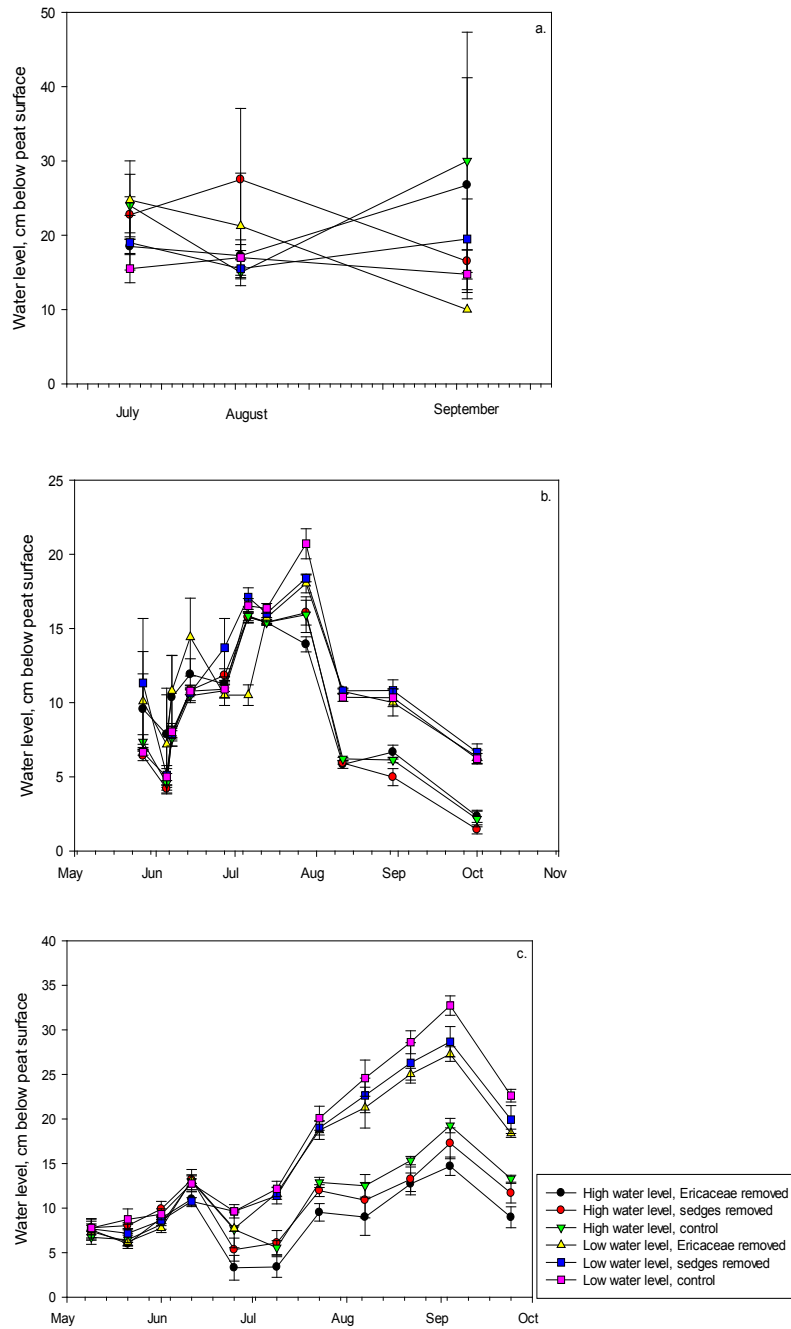 a.
50
40
30
20
10
0
Water level, cm below peat surface
July August September
b.
25
20
15
10
5
0
Water level, cm below peat surface
May Jun Jul Aug Sep Oct Nov
c.
40
35
30
25
20
15
10
5
0
Water level, cm below peat surface
May Jun Jul Aug Sep Oct
High water level, Ericaceae removed
High water level, sedges removed
High water level, control
Low water level, Ericaceae removed
Low water level, sedges removed
Low water level, control